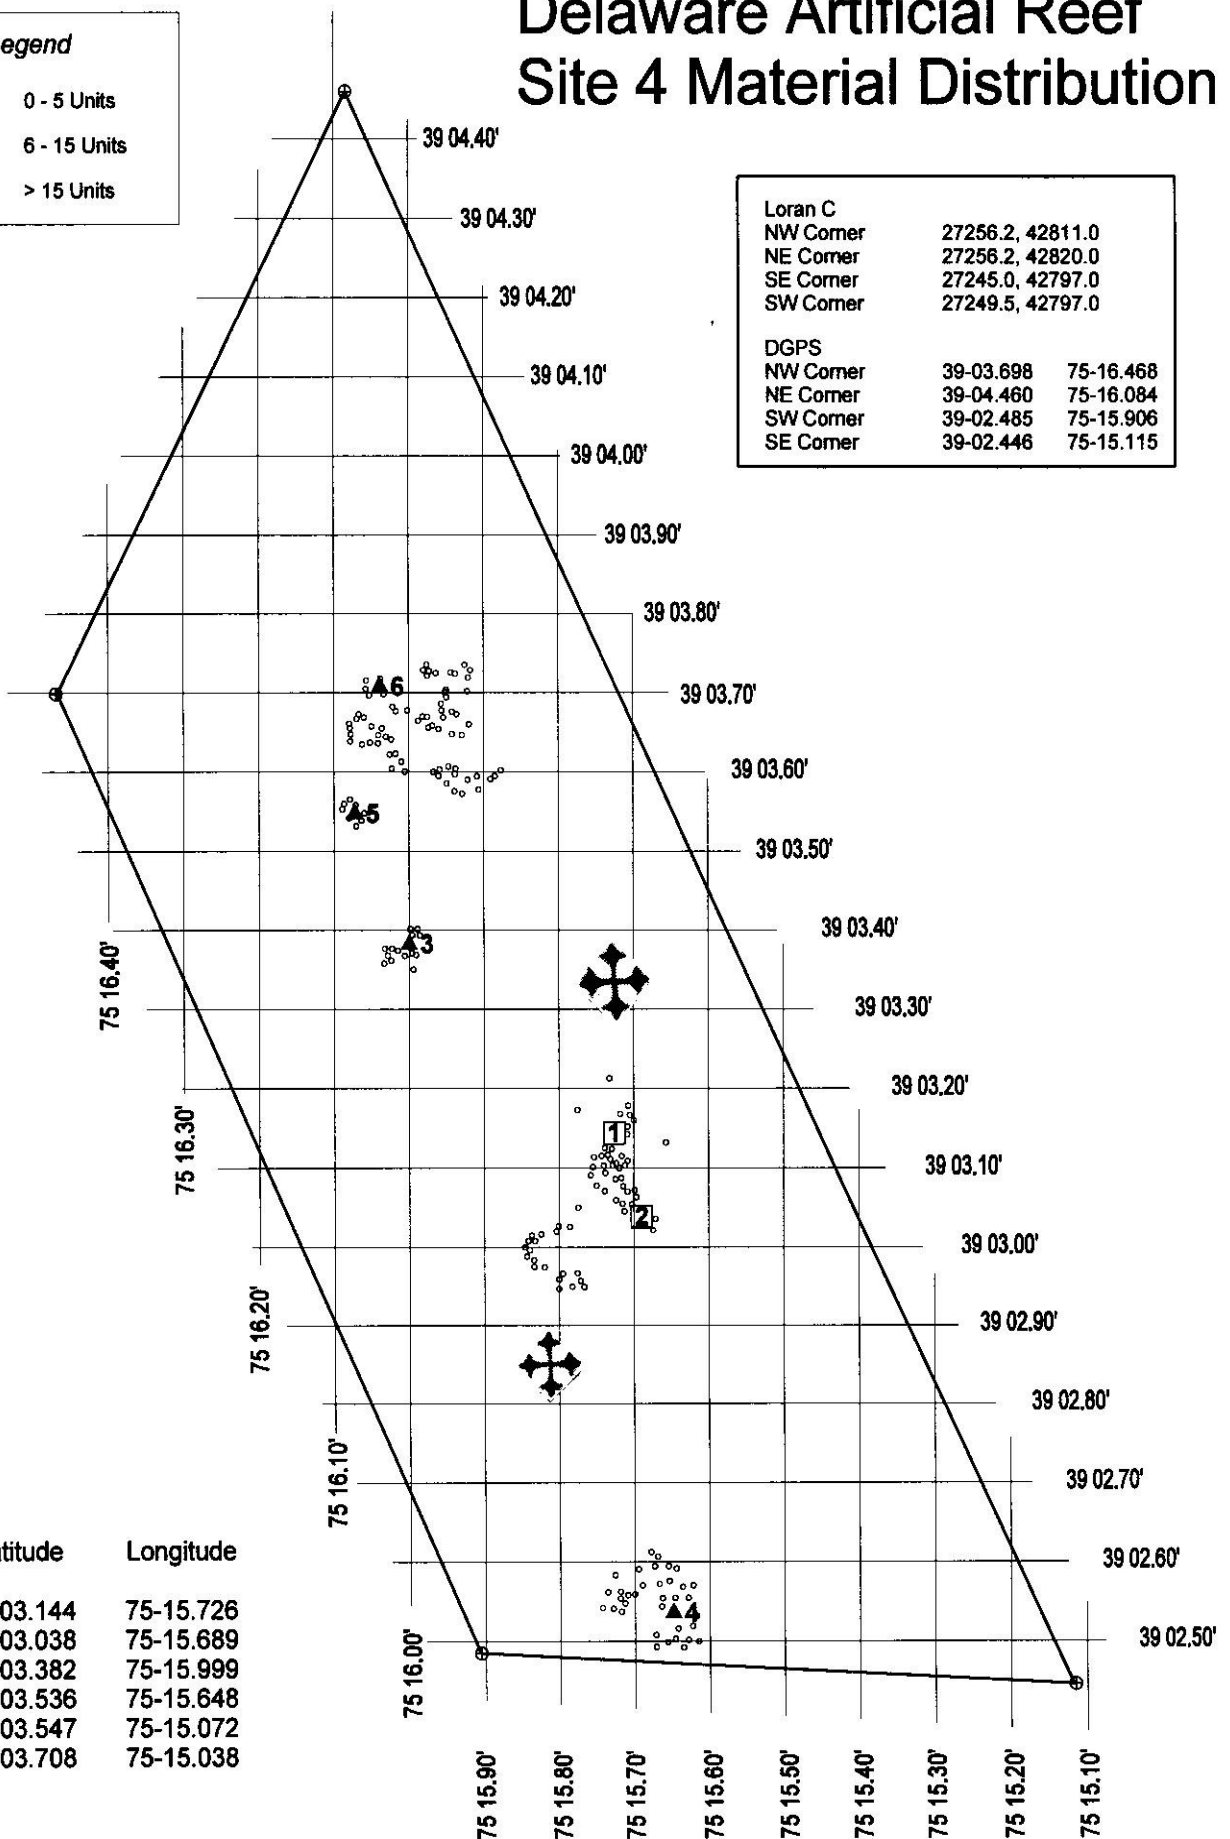 Delaware Artificial Reef
Site 4 Material Distribution
egend
0 - 5 Units
6 - 15 Units
> 15 Units
Loran C
NW Corner 27256.2, 42811.0
NE Corner 27256.2, 42820.0
SE Corner 27245.0, 42797.0
SW Corner 27249.5, 42797.0
DGPS
NW Corner 39-03.698 75-16.468
NE Corner 39-04.460 75-16.084
SW Corner 39-02.485 75-15.906
SE Corner 39-02.446 75-15.115
39 04.40'
39 04.30'
39 04.20'
39 04.10'
39 04.00'
39 03.90'
39 03.80'
39 03.70'
39 03.60'
39 03.50'
39 03.40'
39 03.30'
39 03.20'
39 03.10'
39 03.00'
39 02.90'
39 02.80'
39 02.70'
39 02.60'
39 02.50'
6
5
3
1
2
4
75 16.40'
75 16.30'
75 16.20'
75 16.10'
75 16.00'
75 15.90'
75 15.80'
75 15.70'
75 15.60'
75 15.50'
75 15.40'
75 15.30'
75 15.20'
75 15.10'
titude Longitude
03.144 75-15.726
03.038 75-15.689
03.382 75-15.999
03.536 75-15.648
03.547 75-15.072
03.708 75-15.038